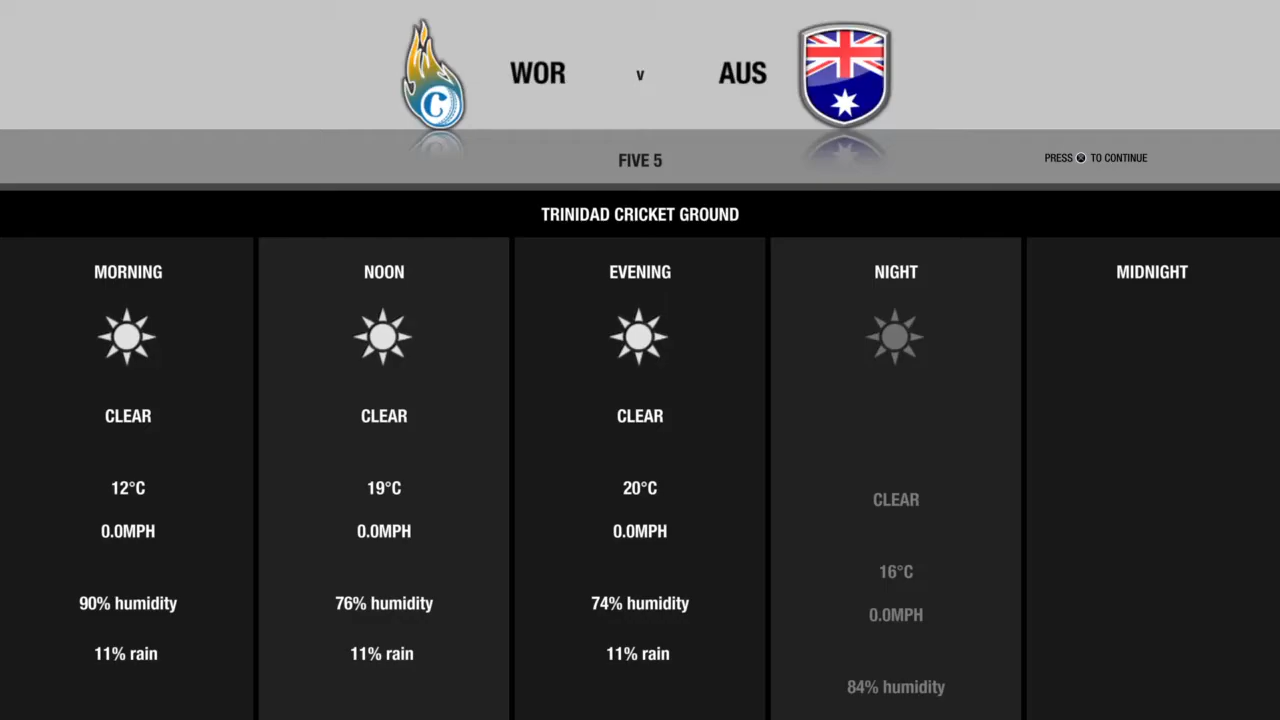 WOR v AUS
FIVE 5
PRESS TO CONTINUE
TRINIDAD CRICKET GROUND
MORNING
CLEAR
12°C
0.0MPH
90% humidity
11% rain
NOON
CLEAR
19°C
0.0MPH
76% humidity
11% rain
EVENING
CLEAR
20°C
0.0MPH
74% humidity
11% rain
NIGHT
CLEAR
16°C
0.0MPH
84% humidity
MIDNIGHT
C